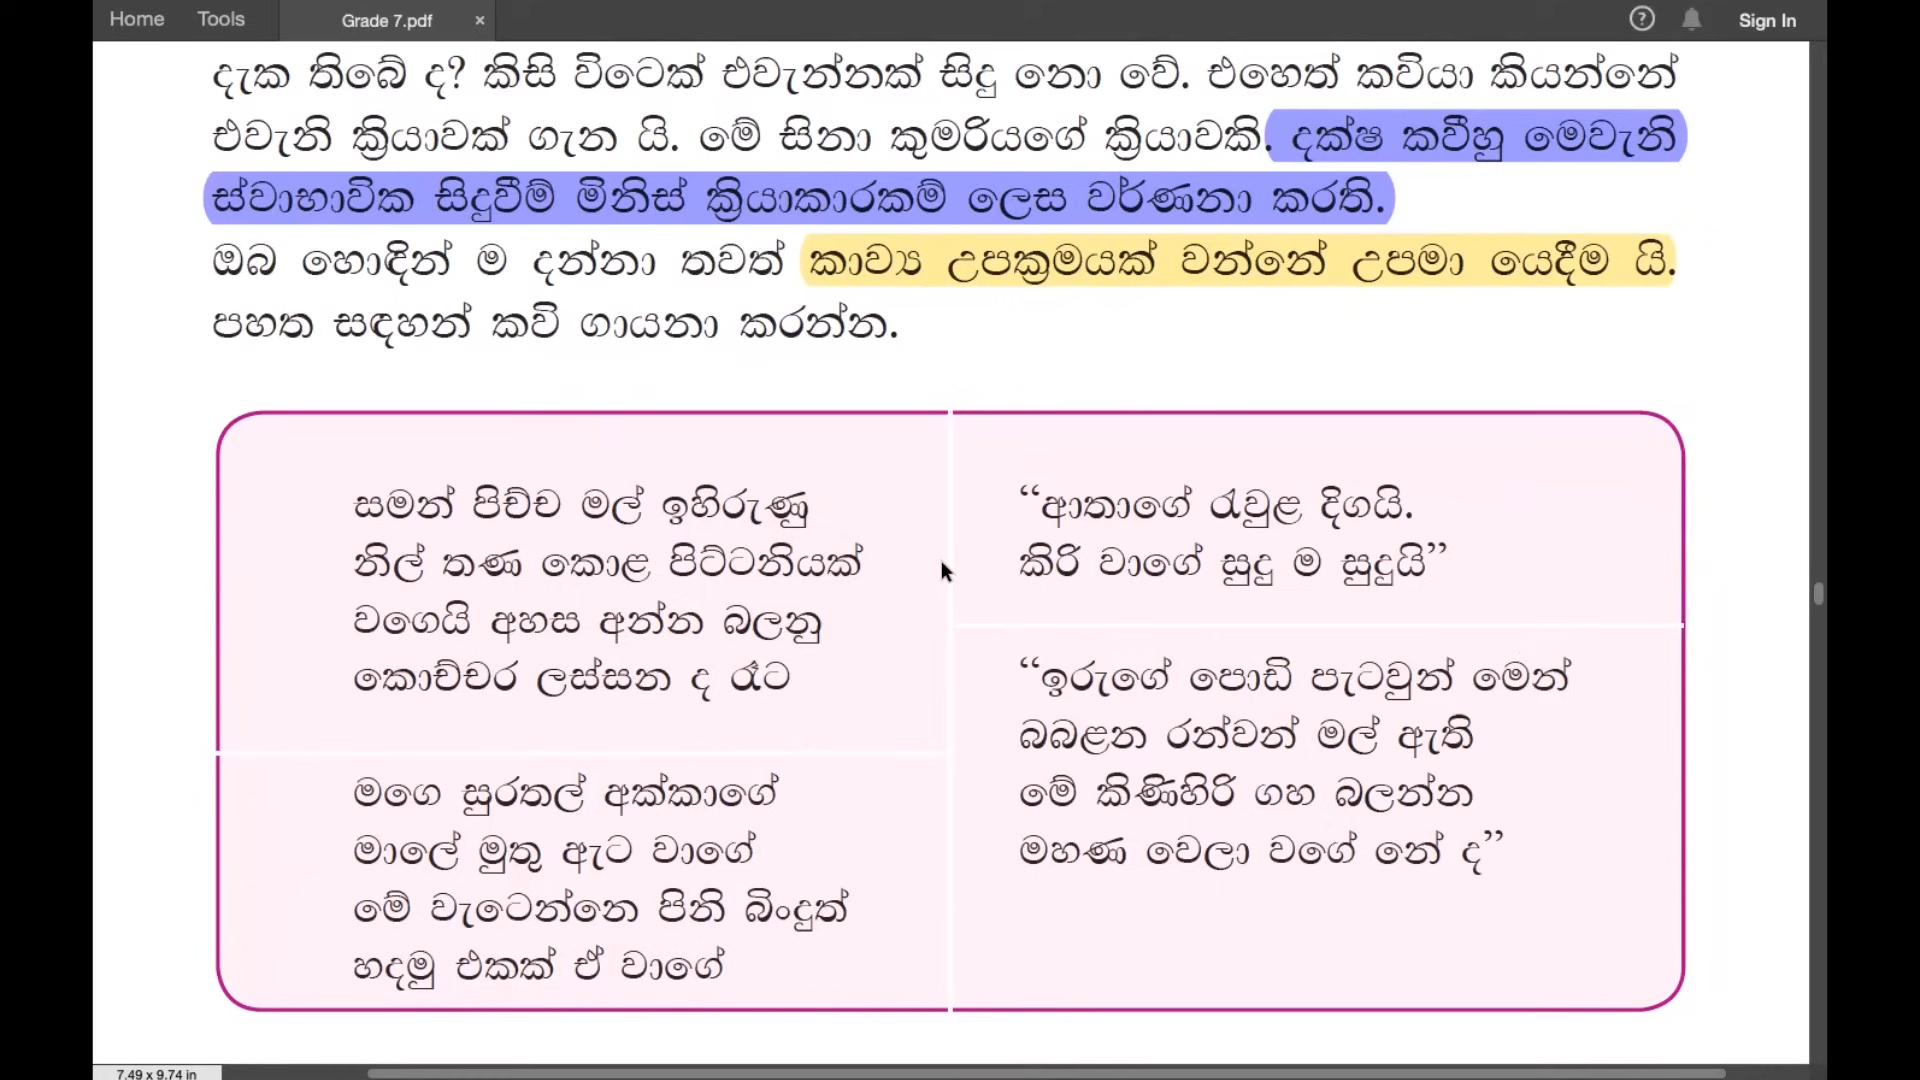 Home Tools Grade 7.pdf × ? Sign In
දැක තිබේ ද? කිසි විටෙක් එවැන්නක් සිදු නො වේ. එහෙත් කවියා කියන්නේ
එවැනි ක්‍රියාවක් ගැන යි. මේ සිනා කුමරියගේ ක්‍රියාවකි. දක්ෂ කවීහු මෙවැනි
ස්වාභාවික සිදුවීම් මිනිස් ක්‍රියාකාරකම් ලෙස වර්ණනා කරති.
ඔබ හොඳින් ම දන්නා තවත් කාව්‍ය උපක්‍රමයක් වන්නේ උපමා යෙදීම යි.
පහත සඳහන් කවි ගායනා කරන්න.
සමන් පිච්ච මල් ඉහිරුණු
නිල් තණ කොළ පිට්ටනියක්
වගෙයි අහස අන්න බලනු
කොච්චර ලස්සන ද රෑට
මගෙ සුරතල් අක්කාගේ
මාලේ මුතු ඇට වාගේ
මේ වැටෙන්නෙ පිනි බිංදුත්
හදමු එකක් ඒ වාගේ
“ආතාගේ රැවුළ දිගයි.
කිරි වාගේ සුදු ම සුදුයි”
“ඉරුගේ පොඩි පැටවුන් මෙන්
බබළන රන්වන් මල් ඇති
මේ කිණිහිරි ගහ බලන්න
මහණ වෙලා වගේ නේ ද”
7.49 x 9.74 in